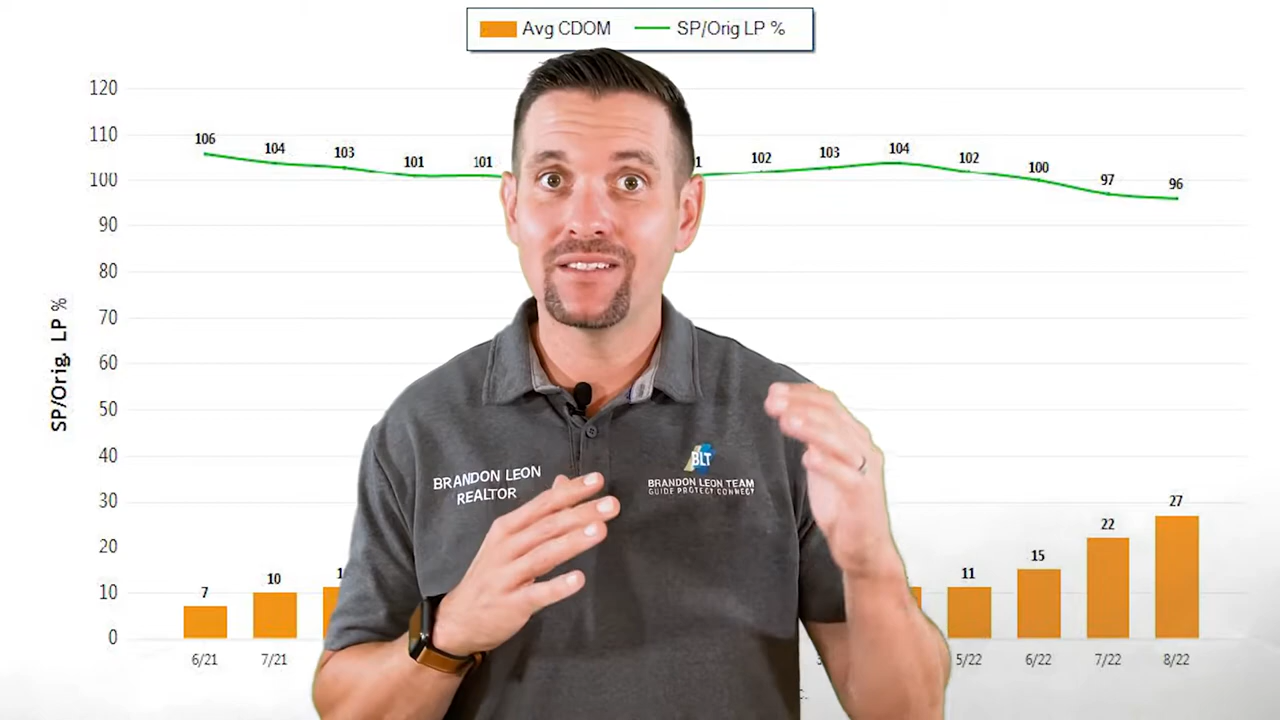 Avg CDOM SP/Orig LP %
120
110
100
90
80
70
60
50
40
30
20
10
0
SP/Orig. LP %
106 104 103 101 101 102 103 104 102 100 97 96
7 10 11 15 22 27
6/21 7/21 5/22 6/22 7/22 8/22
BRANDON LEON
REALTOR
BLT
BRANDON LEON TEAM
GUIDE PROTECT CONNECT